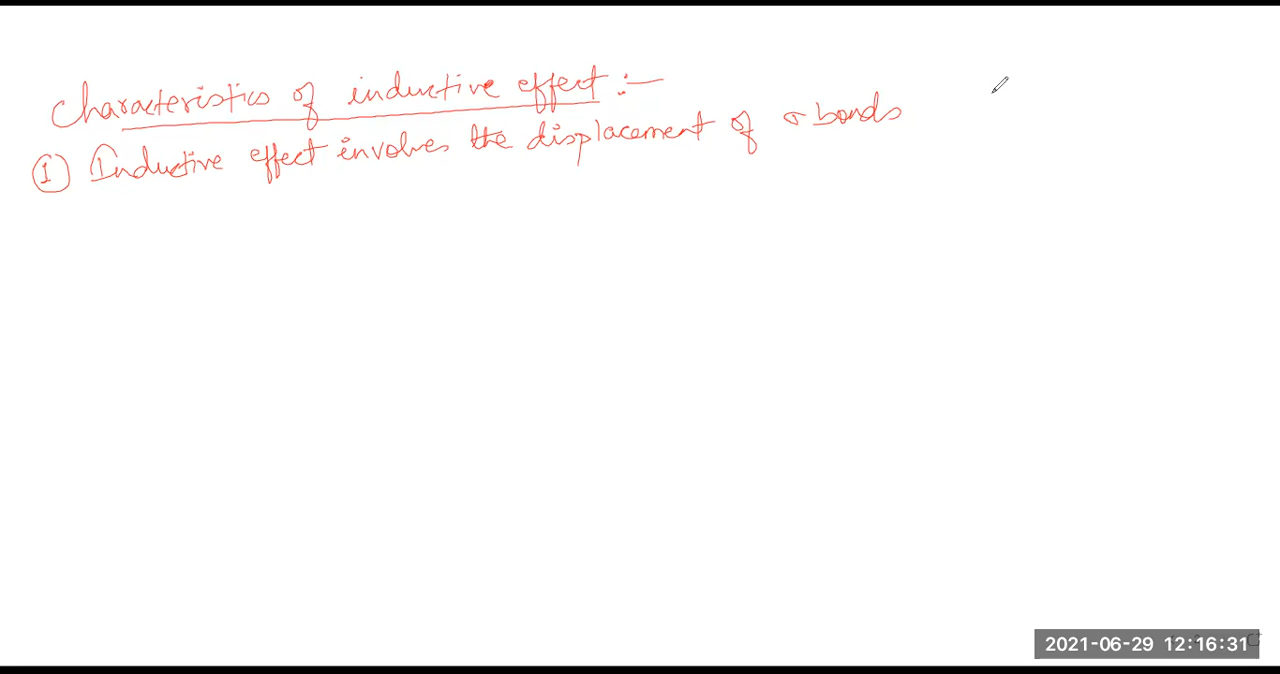 Characteristics of inductive effect :-
① Inductive effect involves the displacement of σ bonds
2021-06-29 12:16:31